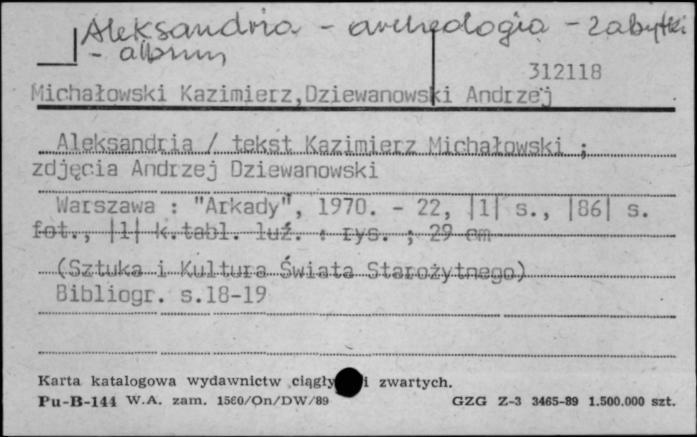 Aleksandria - archeologia - zabytki
- album
312118
Michałowski Kazimierz,Dziewanowski Andrzej
Aleksandria / tekst Kazimierz Michałowski ;
zdjęcia Andrzej Dziewanowski
Warszawa : "Arkady", 1970. - 22, |1| s., |86| s.
fot., |1| k.tabl. luź. : rys. ; 29 cm
(Sztuka i Kultura Świata Starożytnego)
Bibliogr. s.18-19
Karta katalogowa wydawnictw ciągły i zwartych.
Pu-B-144 W.A. zam. 1560/On/DW/89 GZG Z-3 3465-89 1.500.000 szt.